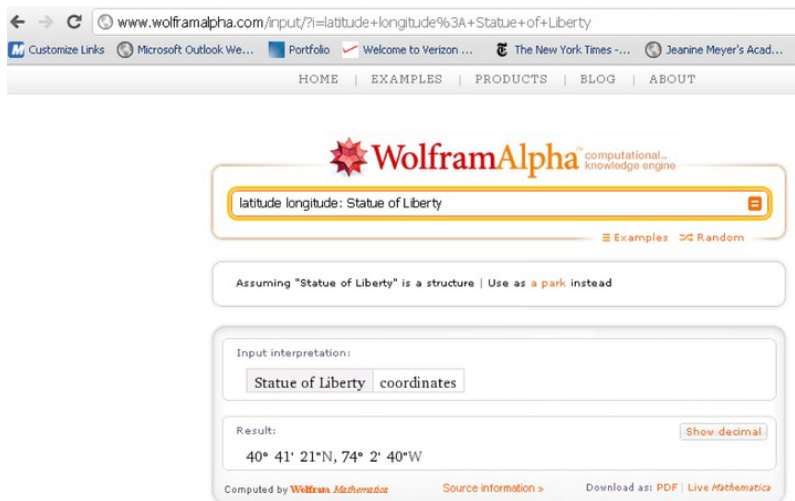 www.wolframalpha.com/input/?i=latitude+longitude%3A+Statue+of+Liberty
Customize Links Microsoft Outlook We... Portfolio Welcome to Verizon ... The New York Times -... Jeanine Meyer's Acad...
HOME | EXAMPLES | PRODUCTS | BLOG | ABOUT
WolframAlpha™ computational...
knowledge engine
latitude longitude: Statue of Liberty
Examples Random
Assuming "Statue of Liberty" is a structure | Use as a park instead
Input interpretation:
Statue of Liberty coordinates
Result: Show decimal
40° 41' 21"N, 74° 2' 40"W
Computed by Wolfram Mathematica Source information » Download as: PDF | Live Mathematica